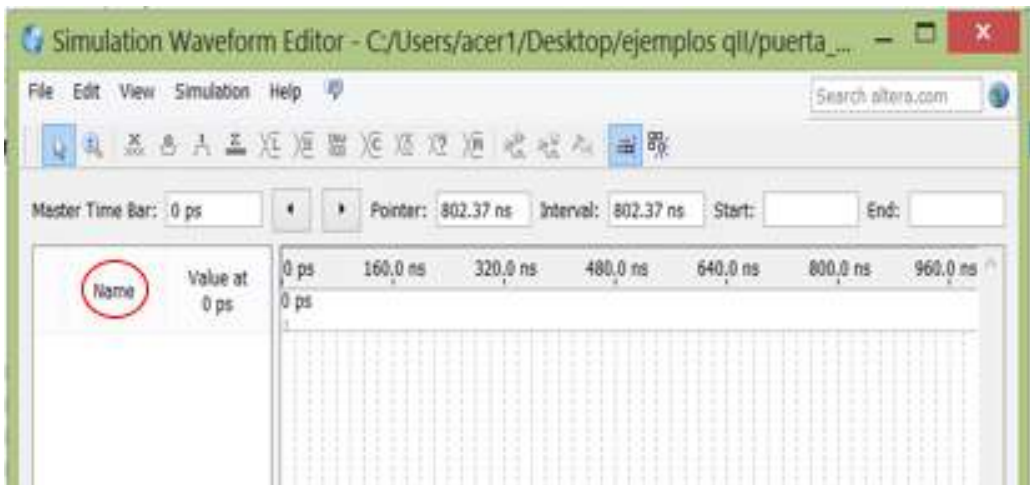 Simulation Waveform Editor - C:/Users/acer1/Desktop/ejemplos qII/puerta_...
File Edit View Simulation Help Search altera.com
Master Time Bar: 0 ps Pointer: 802.37 ns Interval: 802.37 ns Start: End:
Name Value at 0 ps
0 ps 160.0 ns 320.0 ns 480.0 ns 640.0 ns 800.0 ns 960.0 ns
0 ps